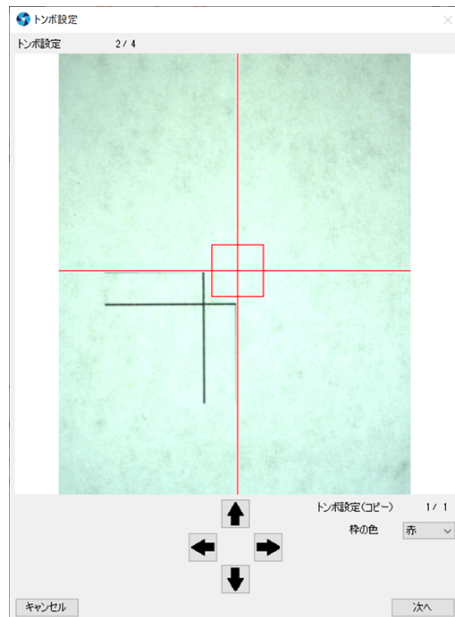 トンボ設定
トンボ設定 2/ 4
トンボ設定(コピー) 1/ 1
枠の色 赤
キャンセル 次へ